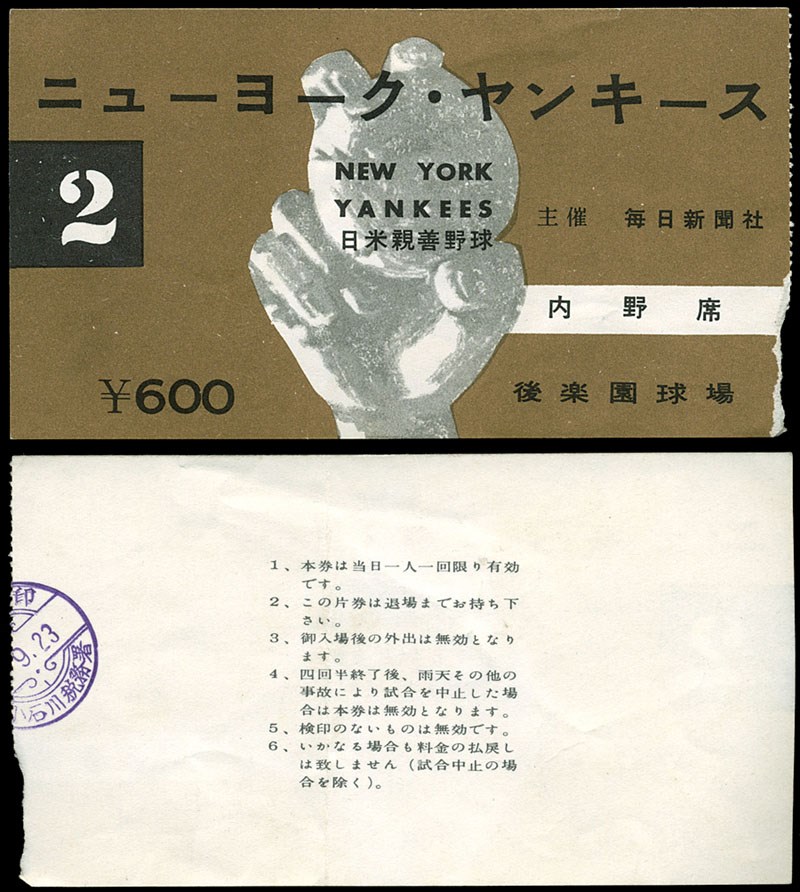 ニューヨーク・ヤンキース
2
NEW YORK
YANKEES
日米親善野球
主催 毎日新聞社
内野席
¥600
後楽園球場
1、本券は当日一人一回限り有効
です。
2、この片券は退場までお持ち下
さい。
3、御入場後の外出は無効となり
ます。
4、四回半終了後、雨天その他の
事故により試合を中止した場
合は本券は無効となります。
5、検印のないものは無効です。
6、いかなる場合も料金の払戻し
は致しません（試合中止の場
合を除く）。
印
9.23
小石川税務署